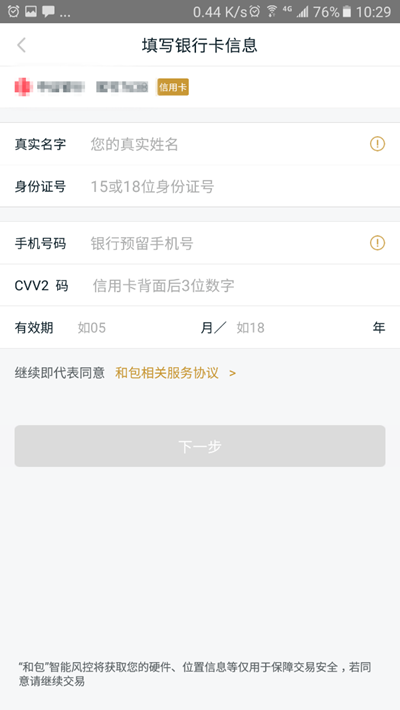 ... 0.44 K/s 4G 76% 10:29
填写银行卡信息
信用卡
真实名字 您的真实姓名
身份证号 15或18位身份证号
手机号码 银行预留手机号
CVV2 码 信用卡背面后3位数字
有效期 如05 月／ 如18 年
继续即代表同意 和包相关服务协议 >
下一步
“和包”智能风控将获取您的硬件、位置信息等仅用于保障交易安全，若同
意请继续交易